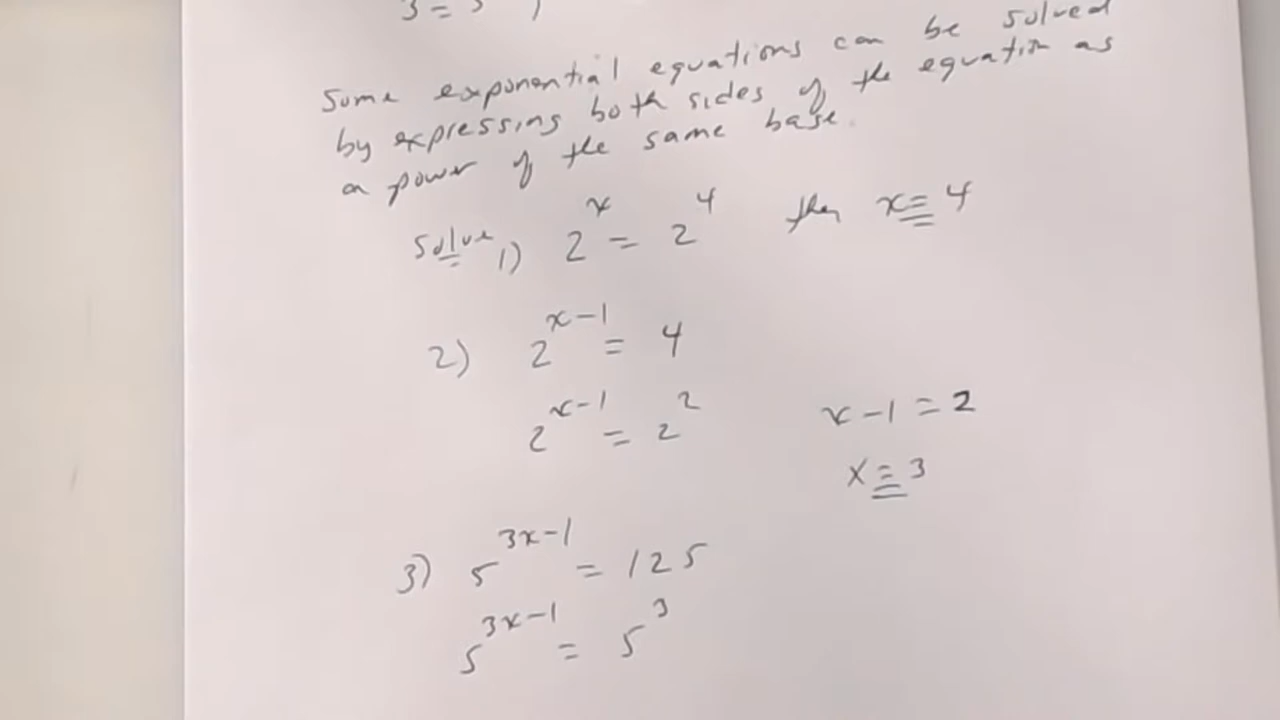 3 = 3
Some exponential equations can be solved
by expressing both sides of the equation as
a power of the same base.
Solve 1) 2^x = 2^4 then x = 4
2) 2^(x-1) = 4
2^(x-1) = 2^2 x - 1 = 2
x = 3
3) 5^(3x-1) = 125
5^(3x-1) = 5^3